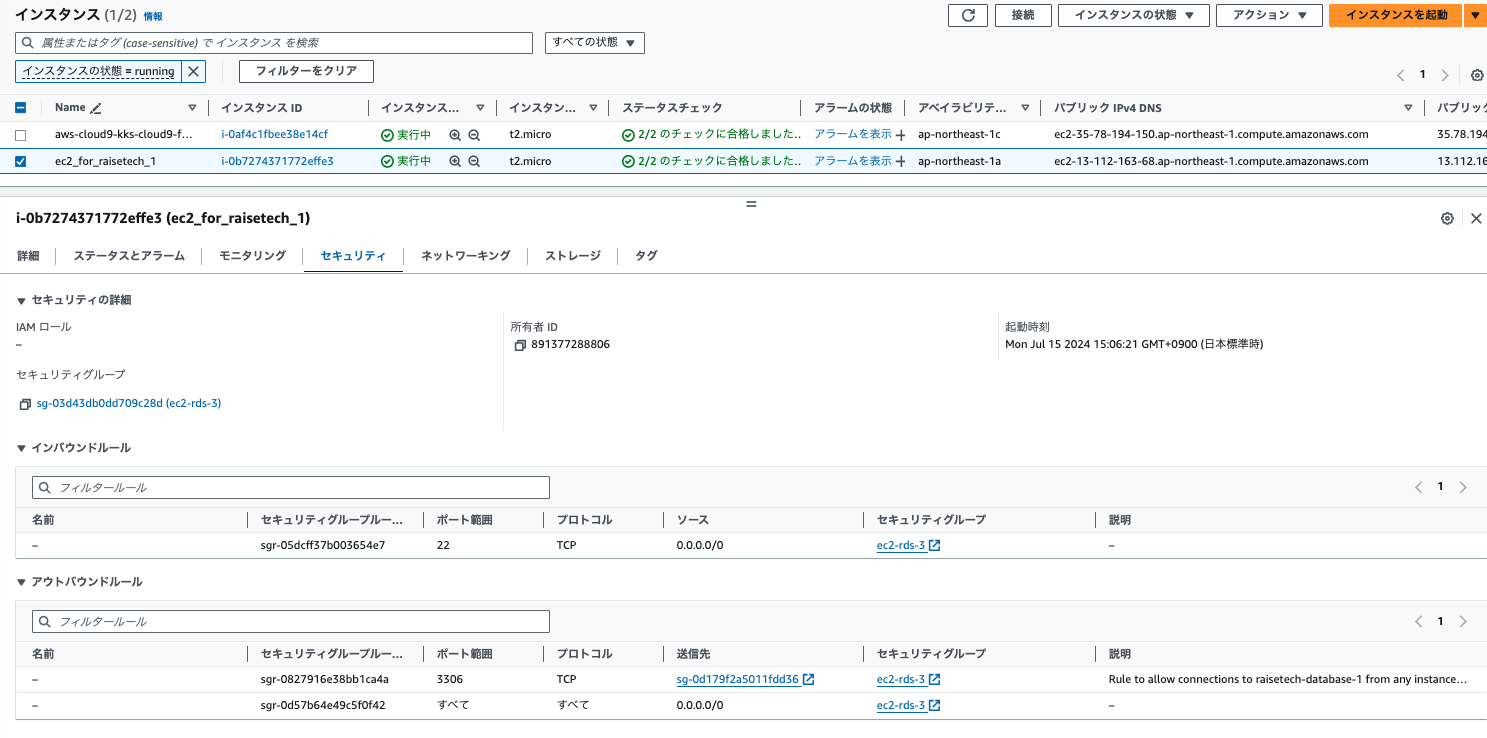 インスタンス (1/2) 情報 接続 インスタンスの状態 ▼ アクション ▼ インスタンスを起動 ▼
属性またはタグ (case-sensitive) で インスタンス を検索 すべての状態 ▼
インスタンスの状態 = running フィルターをクリア
1
Name インスタンス ID インスタンス... インスタン... ステータスチェック アラームの状態 アベイラビリテ... パブリック IPv4 DNS パブリック
aws-cloud9-kks-cloud9-f... i-0af4c1fbee38e14cf 実行中 t2.micro 2/2 のチェックに合格しました.. アラームを表示 ap-northeast-1c ec2-35-78-194-150.ap-northeast-1.compute.amazonaws.com 35.78.194
ec2_for_raisetech_1 i-0b7274371772effe3 実行中 t2.micro 2/2 のチェックに合格しました.. アラームを表示 ap-northeast-1a ec2-13-112-163-68.ap-northeast-1.compute.amazonaws.com 13.112.16
i-0b7274371772effe3 (ec2_for_raisetech_1)
詳細 ステータスとアラーム モニタリング セキュリティ ネットワーキング ストレージ タグ
▼ セキュリティの詳細
IAM ロール 所有者 ID 起動時刻
– 891377288806 Mon Jul 15 2024 15:06:21 GMT+0900 (日本標準時)
セキュリティグループ
sg-03d43db0dd709c28d (ec2-rds-3)
▼ インバウンドルール
フィルタールール 1
名前 セキュリティグループルー... ポート範囲 プロトコル ソース セキュリティグループ 説明
– sgr-05dcff37b003654e7 22 TCP 0.0.0.0/0 ec2-rds-3 –
▼ アウトバウンドルール
フィルタールール 1
名前 セキュリティグループルー... ポート範囲 プロトコル 送信先 セキュリティグループ 説明
– sgr-0827916e38bb1ca4a 3306 TCP sg-0d179f2a5011fdd36 ec2-rds-3 Rule to allow connections to raisetech-database-1 from any instance...
– sgr-0d57b64e49c5f0f42 すべて すべて 0.0.0.0/0 ec2-rds-3 –